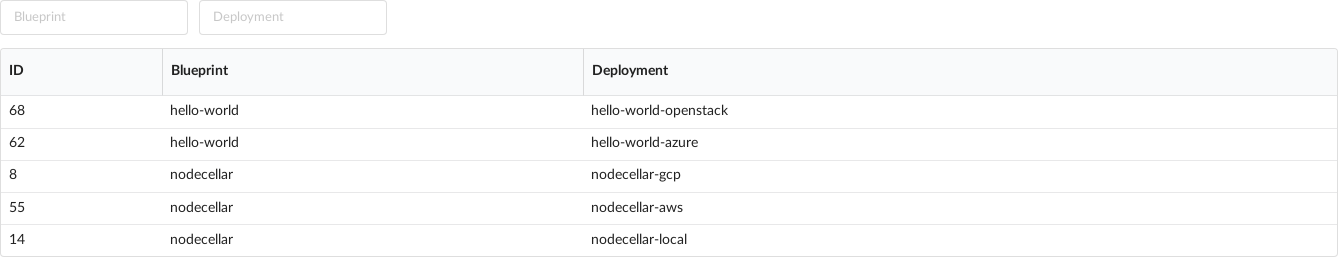 Blueprint Deployment
ID Blueprint Deployment
68 hello-world hello-world-openstack
62 hello-world hello-world-azure
8 nodecellar nodecellar-gcp
55 nodecellar nodecellar-aws
14 nodecellar nodecellar-local